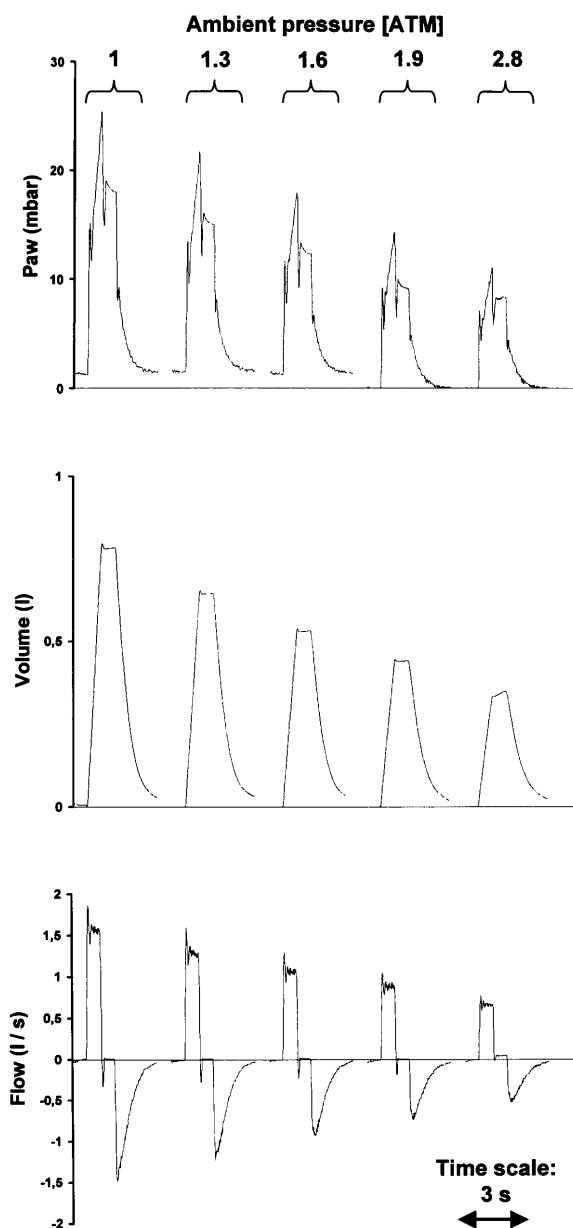 Ambient pressure [ATM]
1 1.3 1.6 1.9 2.8
Paw (mbar)
30
20
10
0
Volume (l)
1
0,5
0
Flow (l / s)
2
1,5
1
0,5
0
-0,5
-1
-1,5
-2
Time scale:
3 s